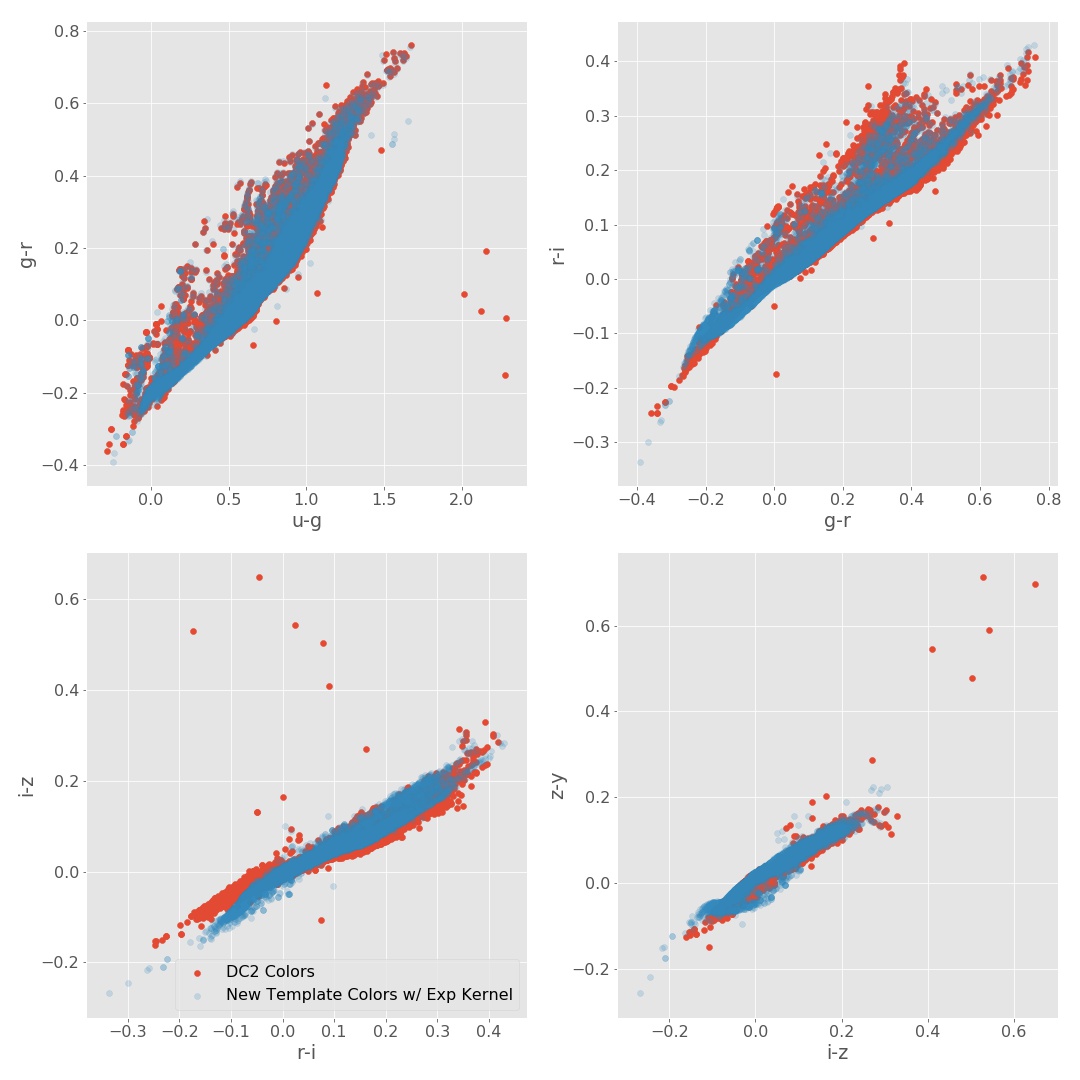 0.8
0.6
0.4
0.2
0.0
−0.2
−0.4
g-r
0.0 0.5 1.0 1.5 2.0
u-g
0.4
0.3
0.2
0.1
0.0
−0.1
−0.2
−0.3
r-i
−0.4 −0.2 0.0 0.2 0.4 0.6 0.8
g-r
0.6
0.4
0.2
0.0
−0.2
i-z
DC2 Colors
New Template Colors w/ Exp Kernel
−0.3 −0.2 −0.1 0.0 0.1 0.2 0.3 0.4
r-i
0.6
0.4
0.2
0.0
−0.2
z-y
−0.2 0.0 0.2 0.4 0.6
i-z